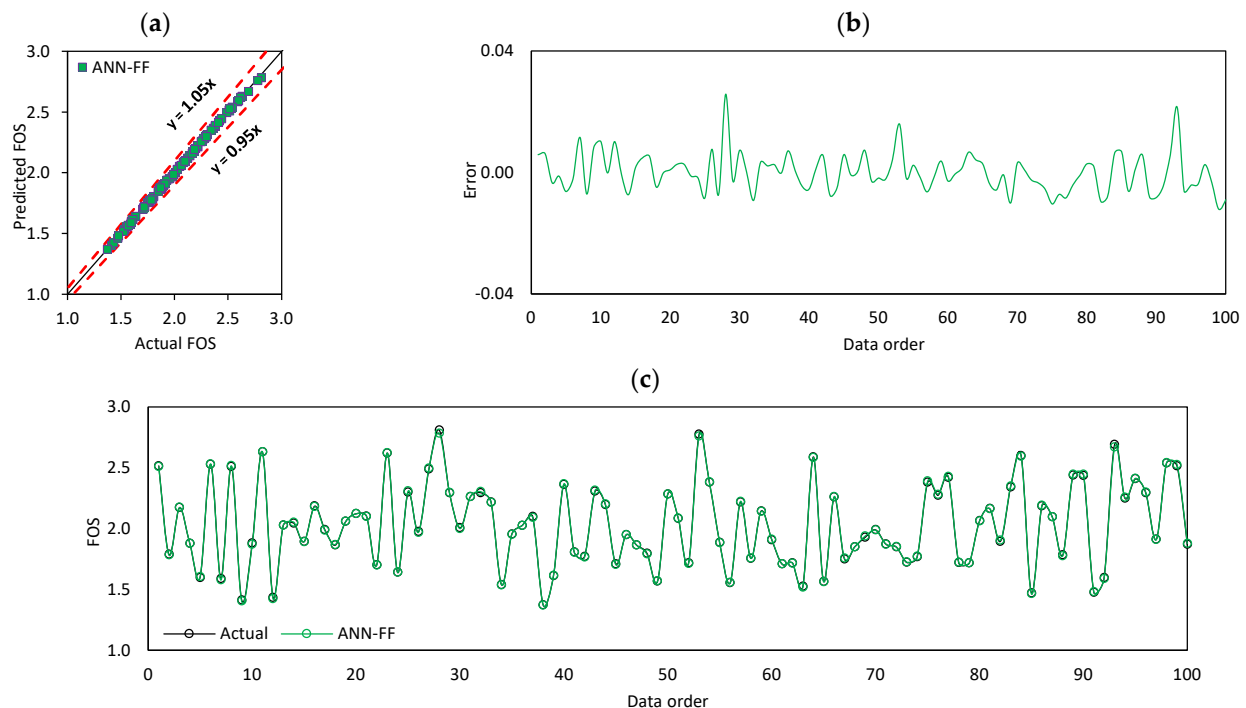 (a)
3.0
2.5
2.0
1.5
1.0
Predicted FOS
ANN-FF
y = 1.05x
y = 0.95x
1.0 1.5 2.0 2.5 3.0
Actual FOS
(b)
0.04
0.00
-0.04
Error
0 10 20 30 40 50 60 70 80 90 100
Data order
(c)
3.0
2.5
2.0
1.5
1.0
FOS
Actual ANN-FF
0 10 20 30 40 50 60 70 80 90 100
Data order